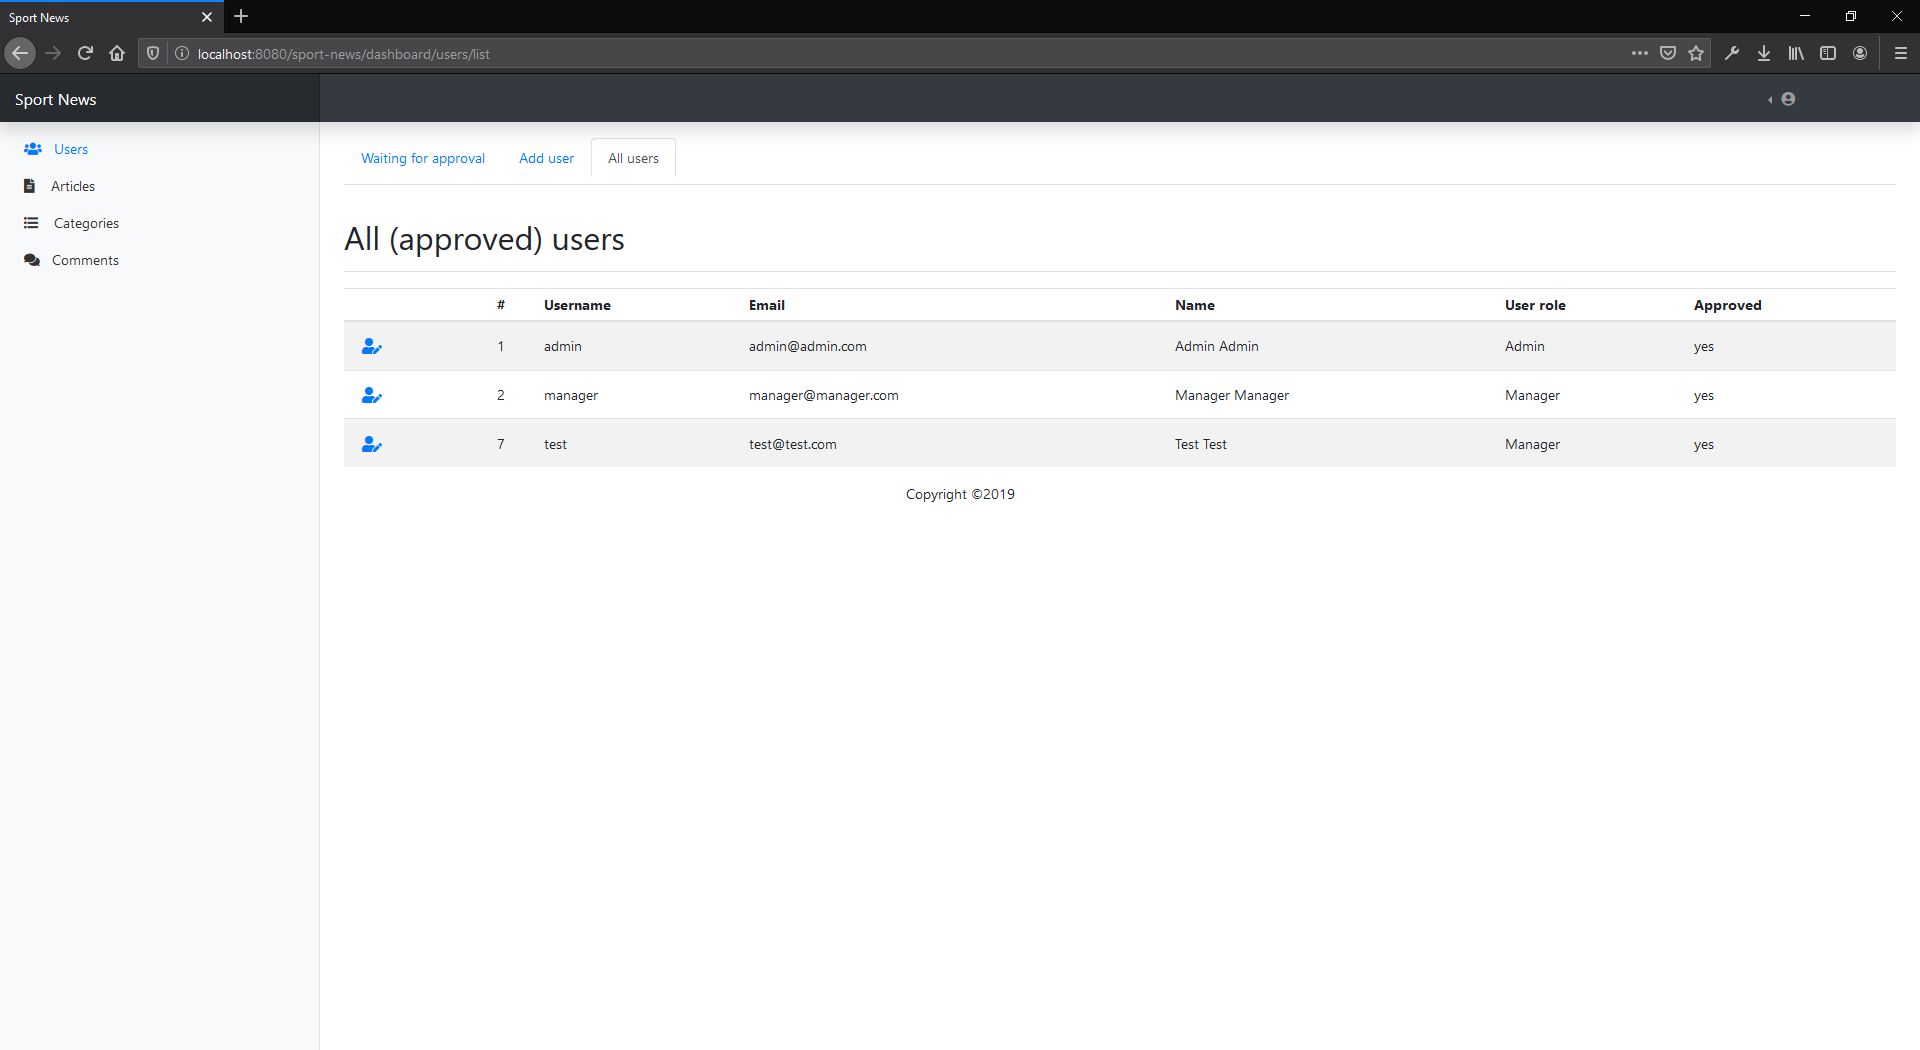 Sport News
localhost:8080/sport-news/dashboard/users/list
Sport News
Users
Articles
Categories
Comments
Waiting for approval Add user All users
All (approved) users
# Username Email Name User role Approved
1 admin admin@admin.com Admin Admin Admin yes
2 manager manager@manager.com Manager Manager Manager yes
7 test test@test.com Test Test Manager yes
Copyright ©2019